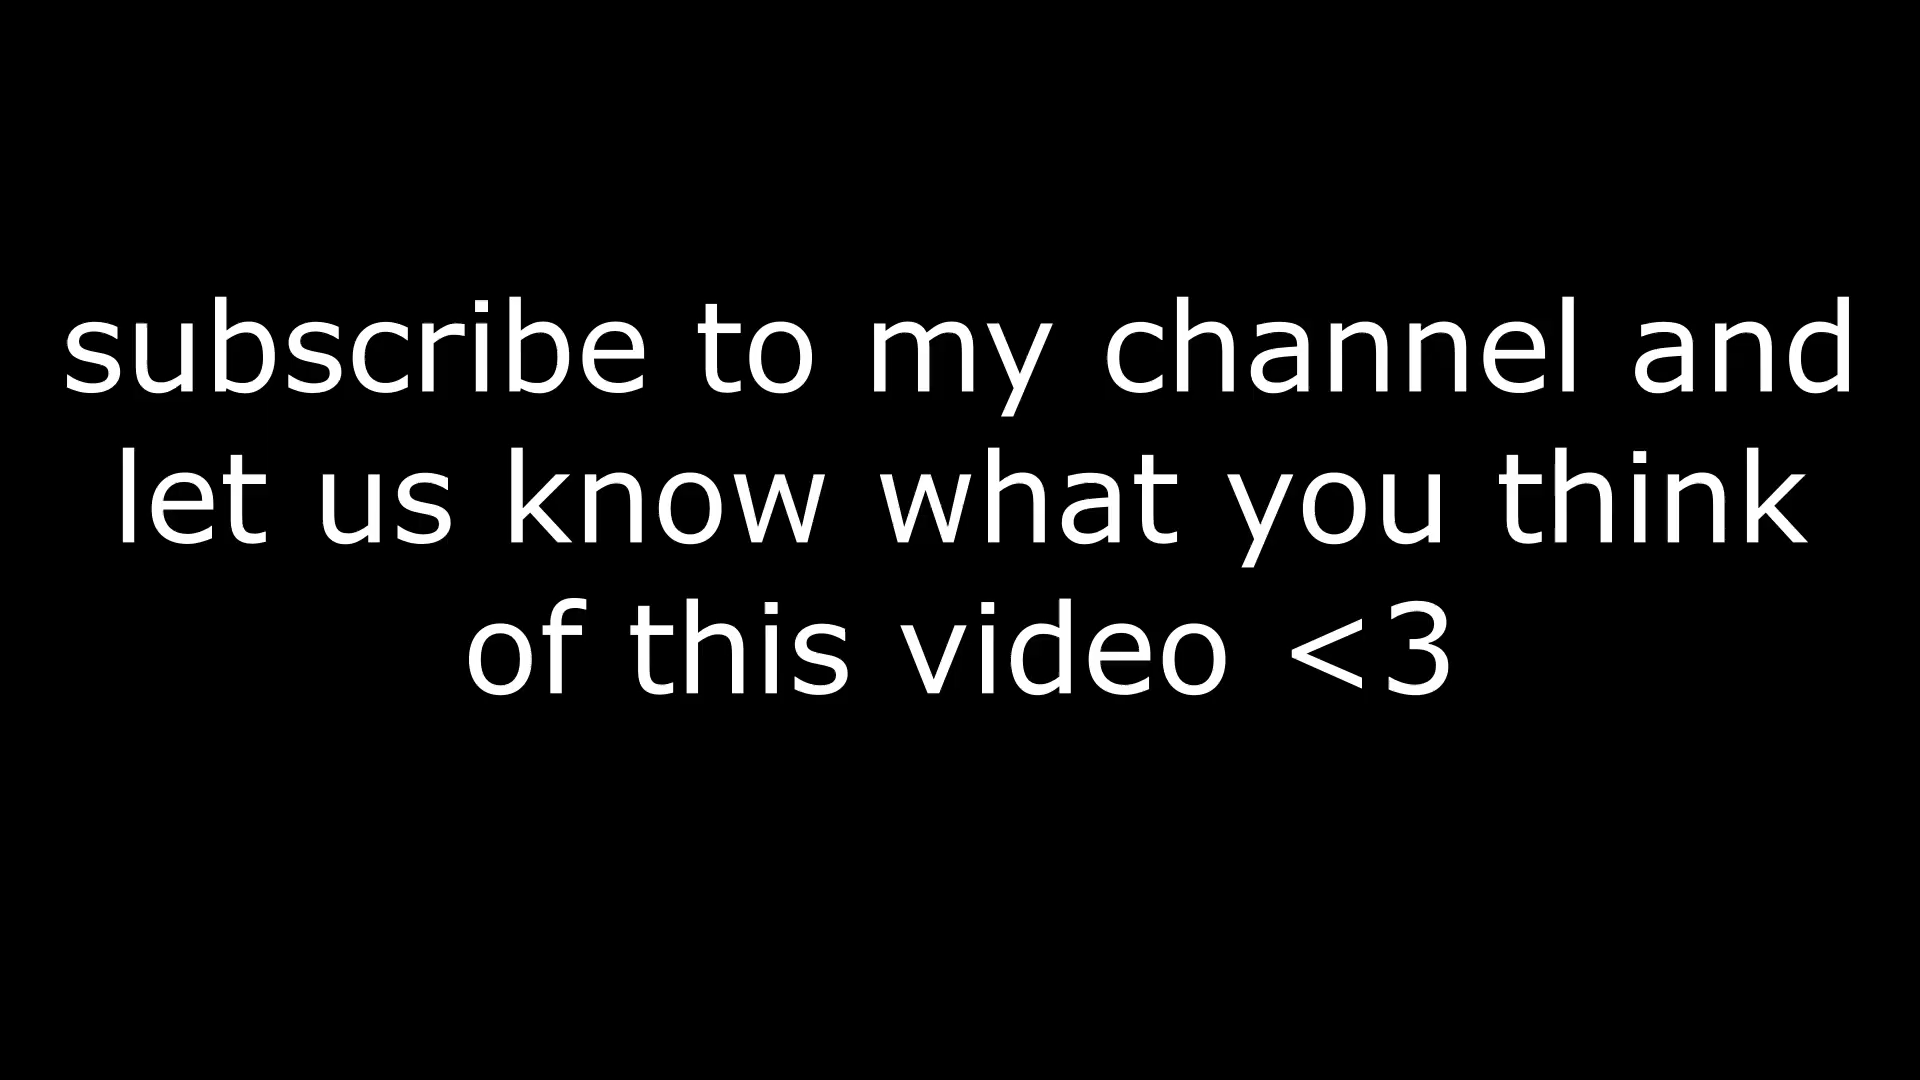 subscribe to my channel and
let us know what you think
of this video <3